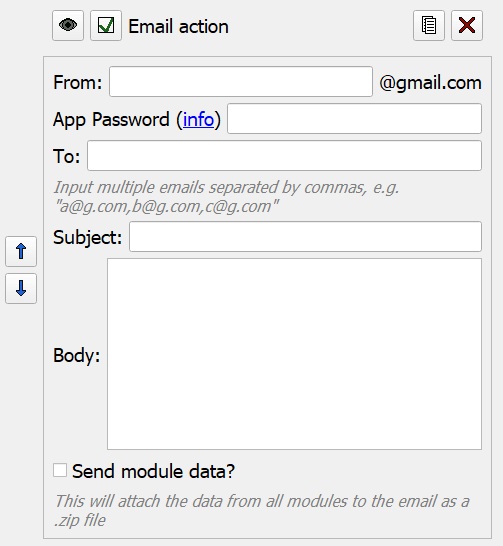 Email action
From: @gmail.com
App Password (info)
To:
Input multiple emails separated by commas, e.g.
"a@g.com,b@g.com,c@g.com"
Subject:
Body:
Send module data?
This will attach the data from all modules to the email as a
.zip file